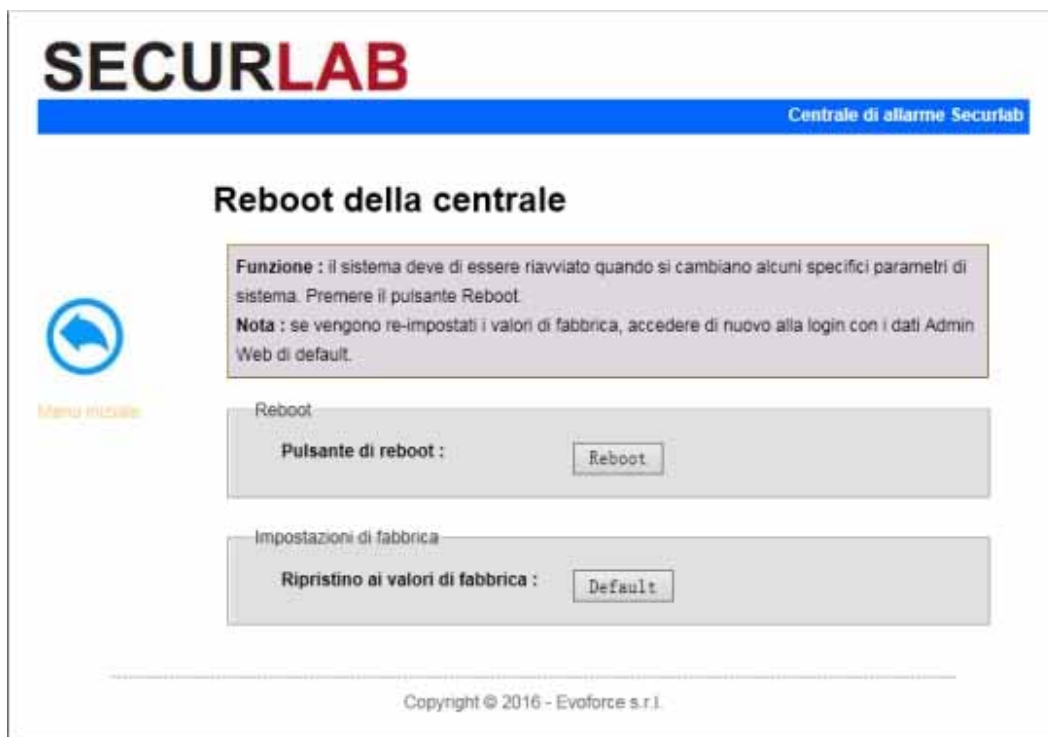 SECURLAB
Centrale di allarme Securlab
Reboot della centrale
Funzione : il sistema deve di essere riavviato quando si cambiano alcuni specifici parametri di
sistema. Premere il pulsante Reboot.
Nota : se vengono re-impostati i valori di fabbrica, accedere di nuovo alla login con i dati Admin
Web di default.
Menu iniziale
Reboot
Pulsante di reboot :
Reboot
Impostazioni di fabbrica
Ripristino ai valori di fabbrica :
Default
Copyright © 2016 - Evoforce s.r.l.